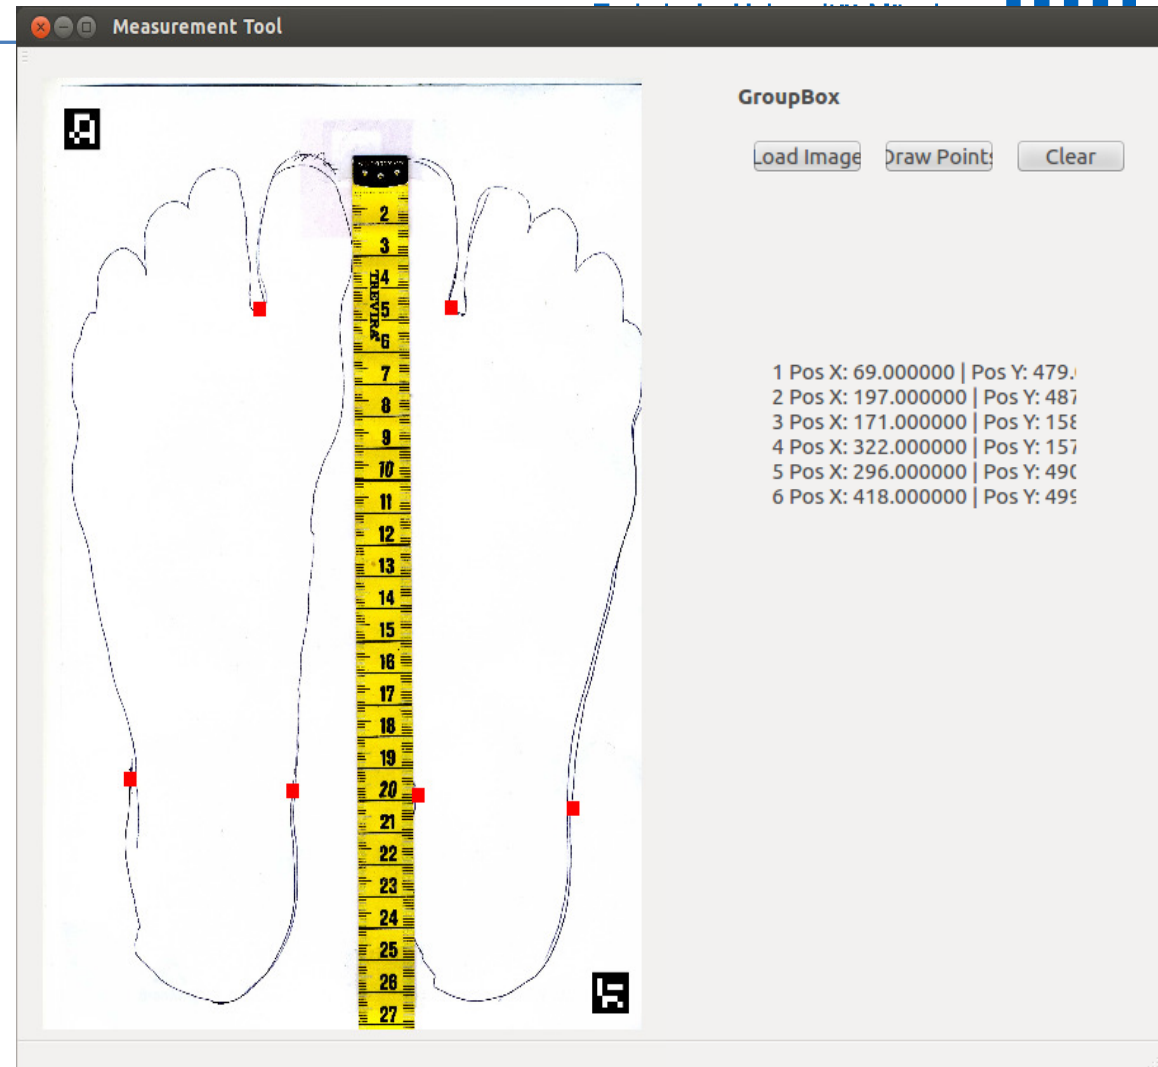 Measurement Tool
GroupBox
Load Image
Draw Points
Clear
2
3
4
TREVIRA
5
6
7
8
9
10
11
12
13
14
15
16
17
18
19
20
21
22
23
24
25
26
27
1 Pos X: 69.000000 | Pos Y: 479.
2 Pos X: 197.000000 | Pos Y: 487
3 Pos X: 171.000000 | Pos Y: 158
4 Pos X: 322.000000 | Pos Y: 157
5 Pos X: 296.000000 | Pos Y: 490
6 Pos X: 418.000000 | Pos Y: 499